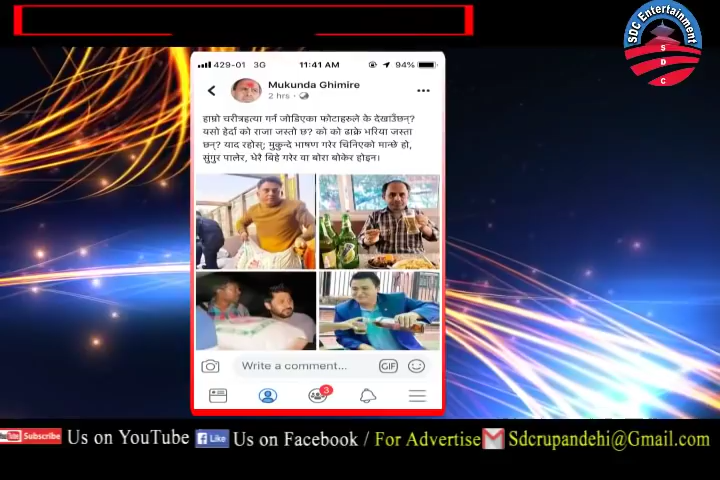 SDC Entertainment
S D C
429-01 3G 11:41 AM 94%
Mukunda Ghimire
2 hrs
हाम्रो चरीत्रहत्या गर्न जोडिएका फोटाहरुले के देखाउँछन्?
यसो हेर्दा को राजा जस्तो छ? को को ढाक्रे भरिया जस्ता
छन्? याद रहोस्; मुकुन्दे भाषण गरेर चिनिएको मान्छे हो,
सुंगुर पालेर, धेरै बिहे गरेर वा बोरा बोकेर होइन।
Write a comment...
GIF
3
Subscribe Us on YouTube Like Us on Facebook / For Advertise Sdcrupandehi@Gmail.com